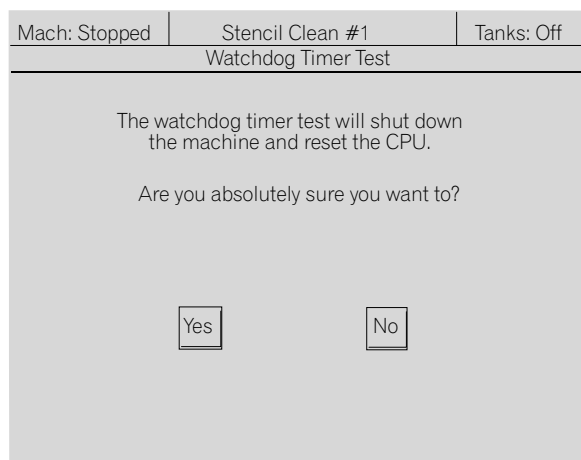 Mach: Stopped Stencil Clean #1 Tanks: Off
Watchdog Timer Test
The watchdog timer test will shut down
the machine and reset the CPU.
Are you absolutely sure you want to?
Yes No